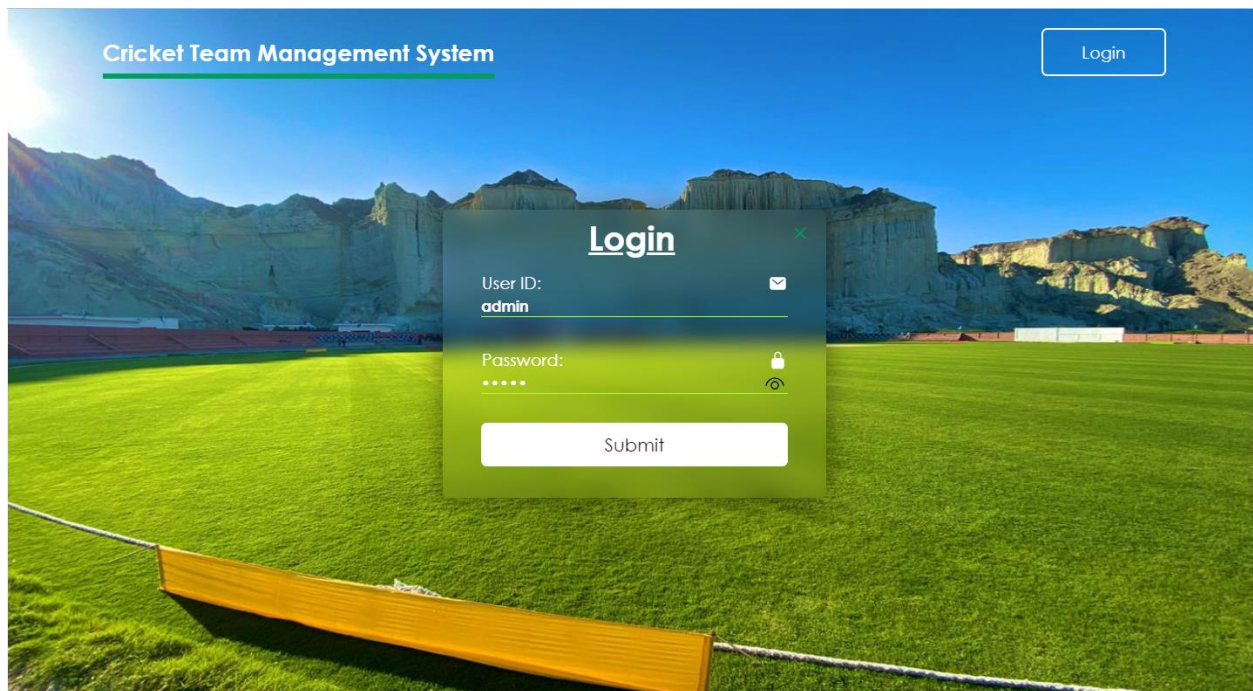 Cricket Team Management System
Login
Login
User ID:
admin
Password:
•••••
Submit